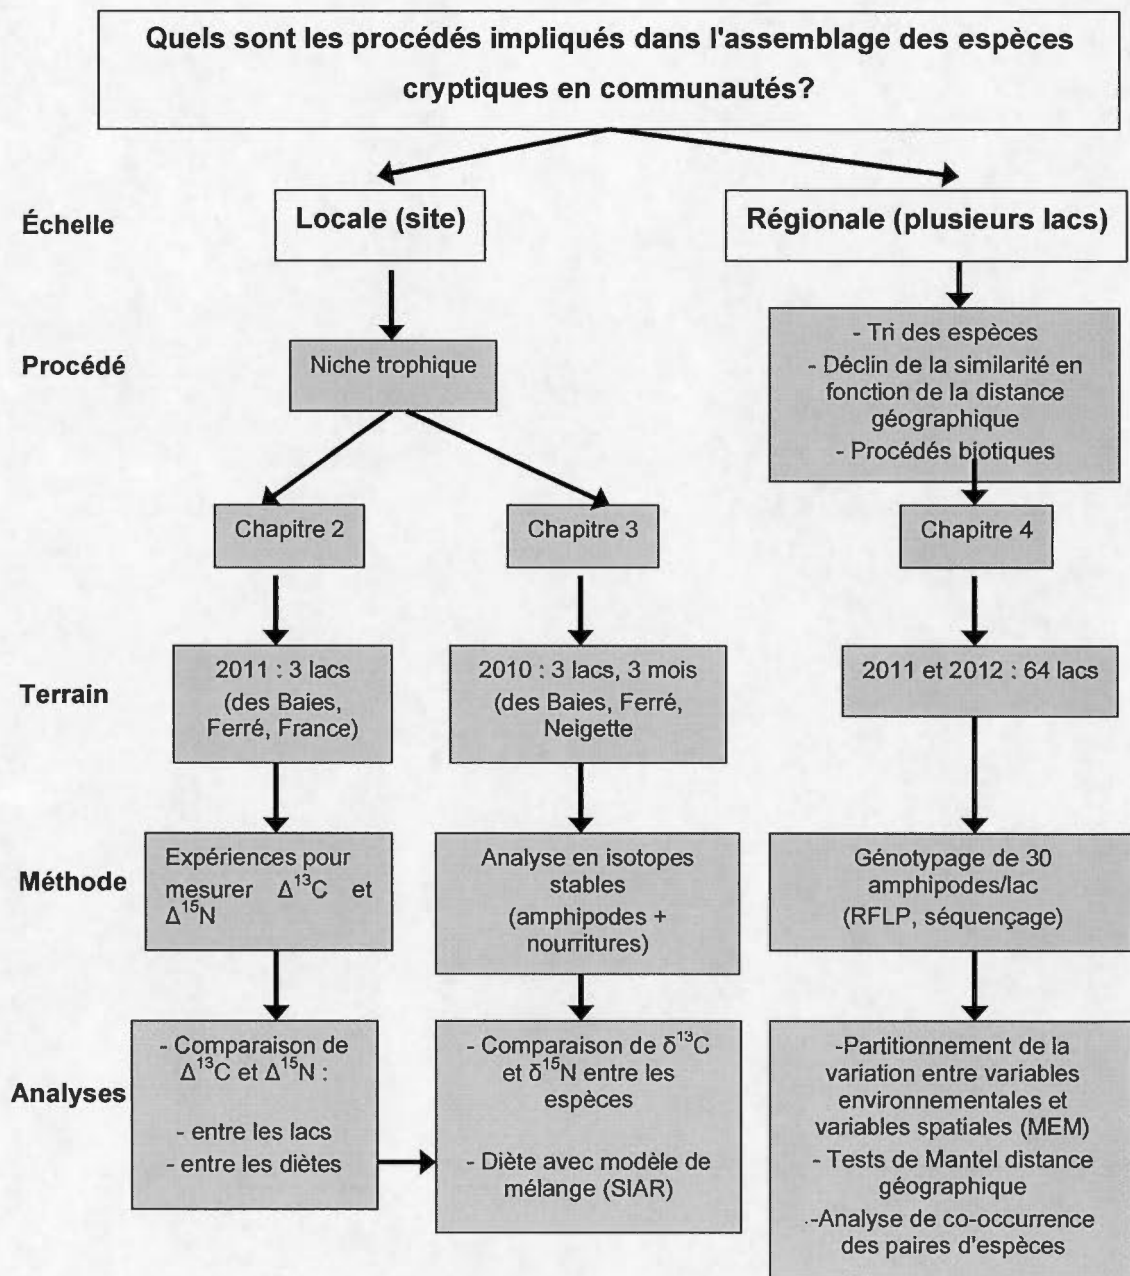 Quels sont les procédés impliqués dans l'assemblage des espèces
cryptiques en communautés?
Échelle
Locale (site)
Régionale (plusieurs lacs)
Procédé
Niche trophique
- Tri des espèces
- Déclin de la similarité en
fonction de la distance
géographique
- Procédés biotiques
Chapitre 2
Chapitre 3
Chapitre 4
Terrain
2011 : 3 lacs
(des Baies,
Ferré, France)
2010 : 3 lacs, 3 mois
(des Baies, Ferré,
Neigette
2011 et 2012 : 64 lacs
Méthode
Expériences pour
mesurer Δ¹³C et
Δ¹⁵N
Analyse en isotopes
stables
(amphipodes +
nourritures)
Génotypage de 30
amphipodes/lac
(RFLP, séquençage)
Analyses
- Comparaison de
Δ¹³C et Δ¹⁵N :
- entre les lacs
- entre les diètes
- Comparaison de δ¹³C
et δ¹⁵N entre les
espèces
- Diète avec modèle de
mélange (SIAR)
-Partitionnement de la
variation entre variables
environnementales et
variables spatiales (MEM)
- Tests de Mantel distance
géographique
-Analyse de co-occurrence
des paires d'espèces